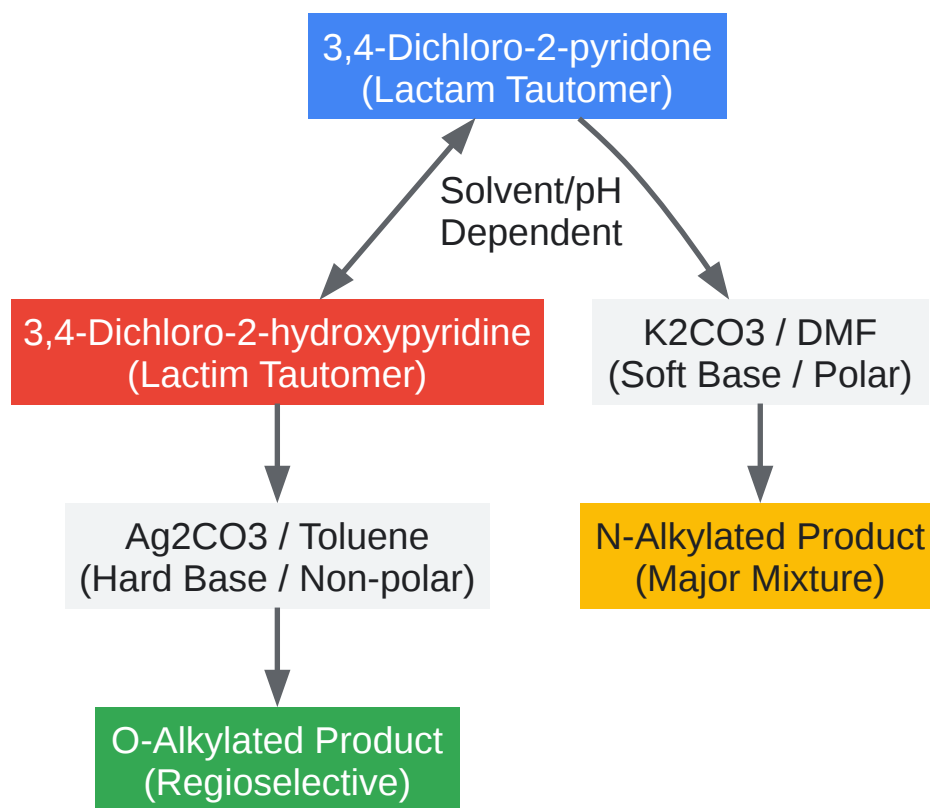 3,4-Dichloro-2-pyridone
(Lactam Tautomer)
Solvent/pH
Dependent
3,4-Dichloro-2-hydroxypyridine
(Lactim Tautomer)
K2CO3 / DMF
(Soft Base / Polar)
Ag2CO3 / Toluene
(Hard Base / Non-polar)
N-Alkylated Product
(Major Mixture)
O-Alkylated Product
(Regioselective)